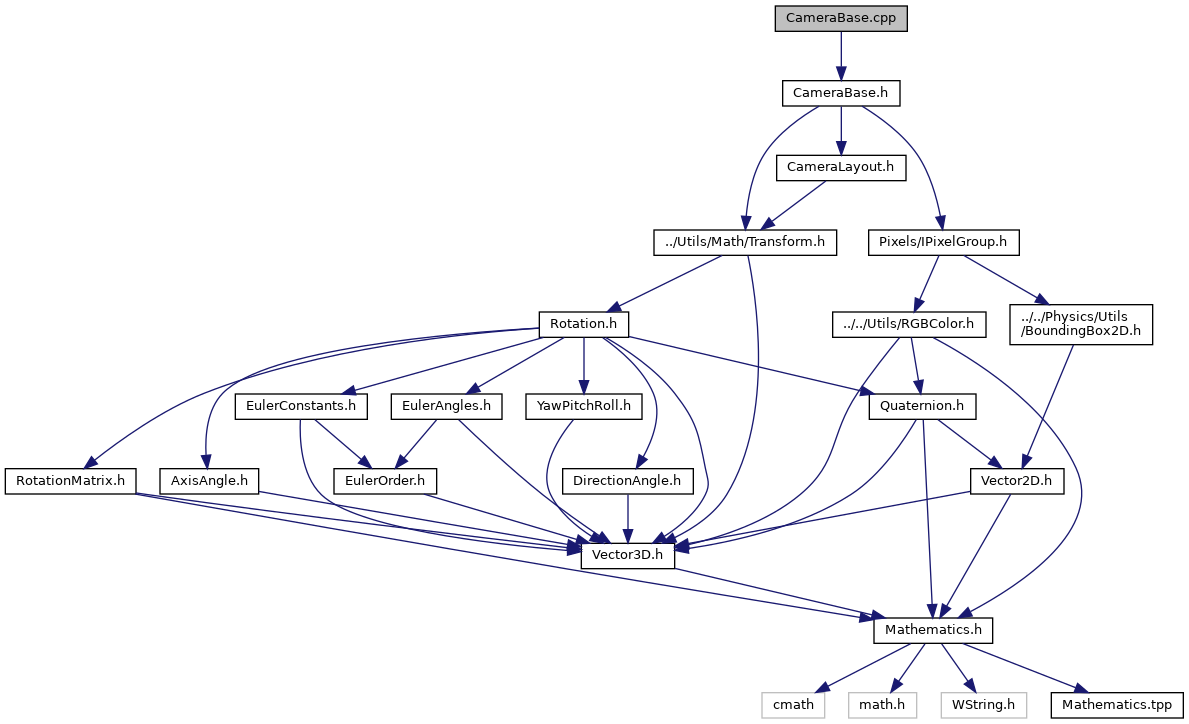 CameraBase.cpp
CameraBase.h
CameraLayout.h
../Utils/Math/Transform.h
Pixels/IPixelGroup.h
Rotation.h
../../Utils/RGBColor.h
../../Physics/Utils
/BoundingBox2D.h
EulerConstants.h
EulerAngles.h
YawPitchRoll.h
Quaternion.h
RotationMatrix.h
AxisAngle.h
EulerOrder.h
DirectionAngle.h
Vector2D.h
Vector3D.h
Mathematics.h
cmath
math.h
WString.h
Mathematics.tpp